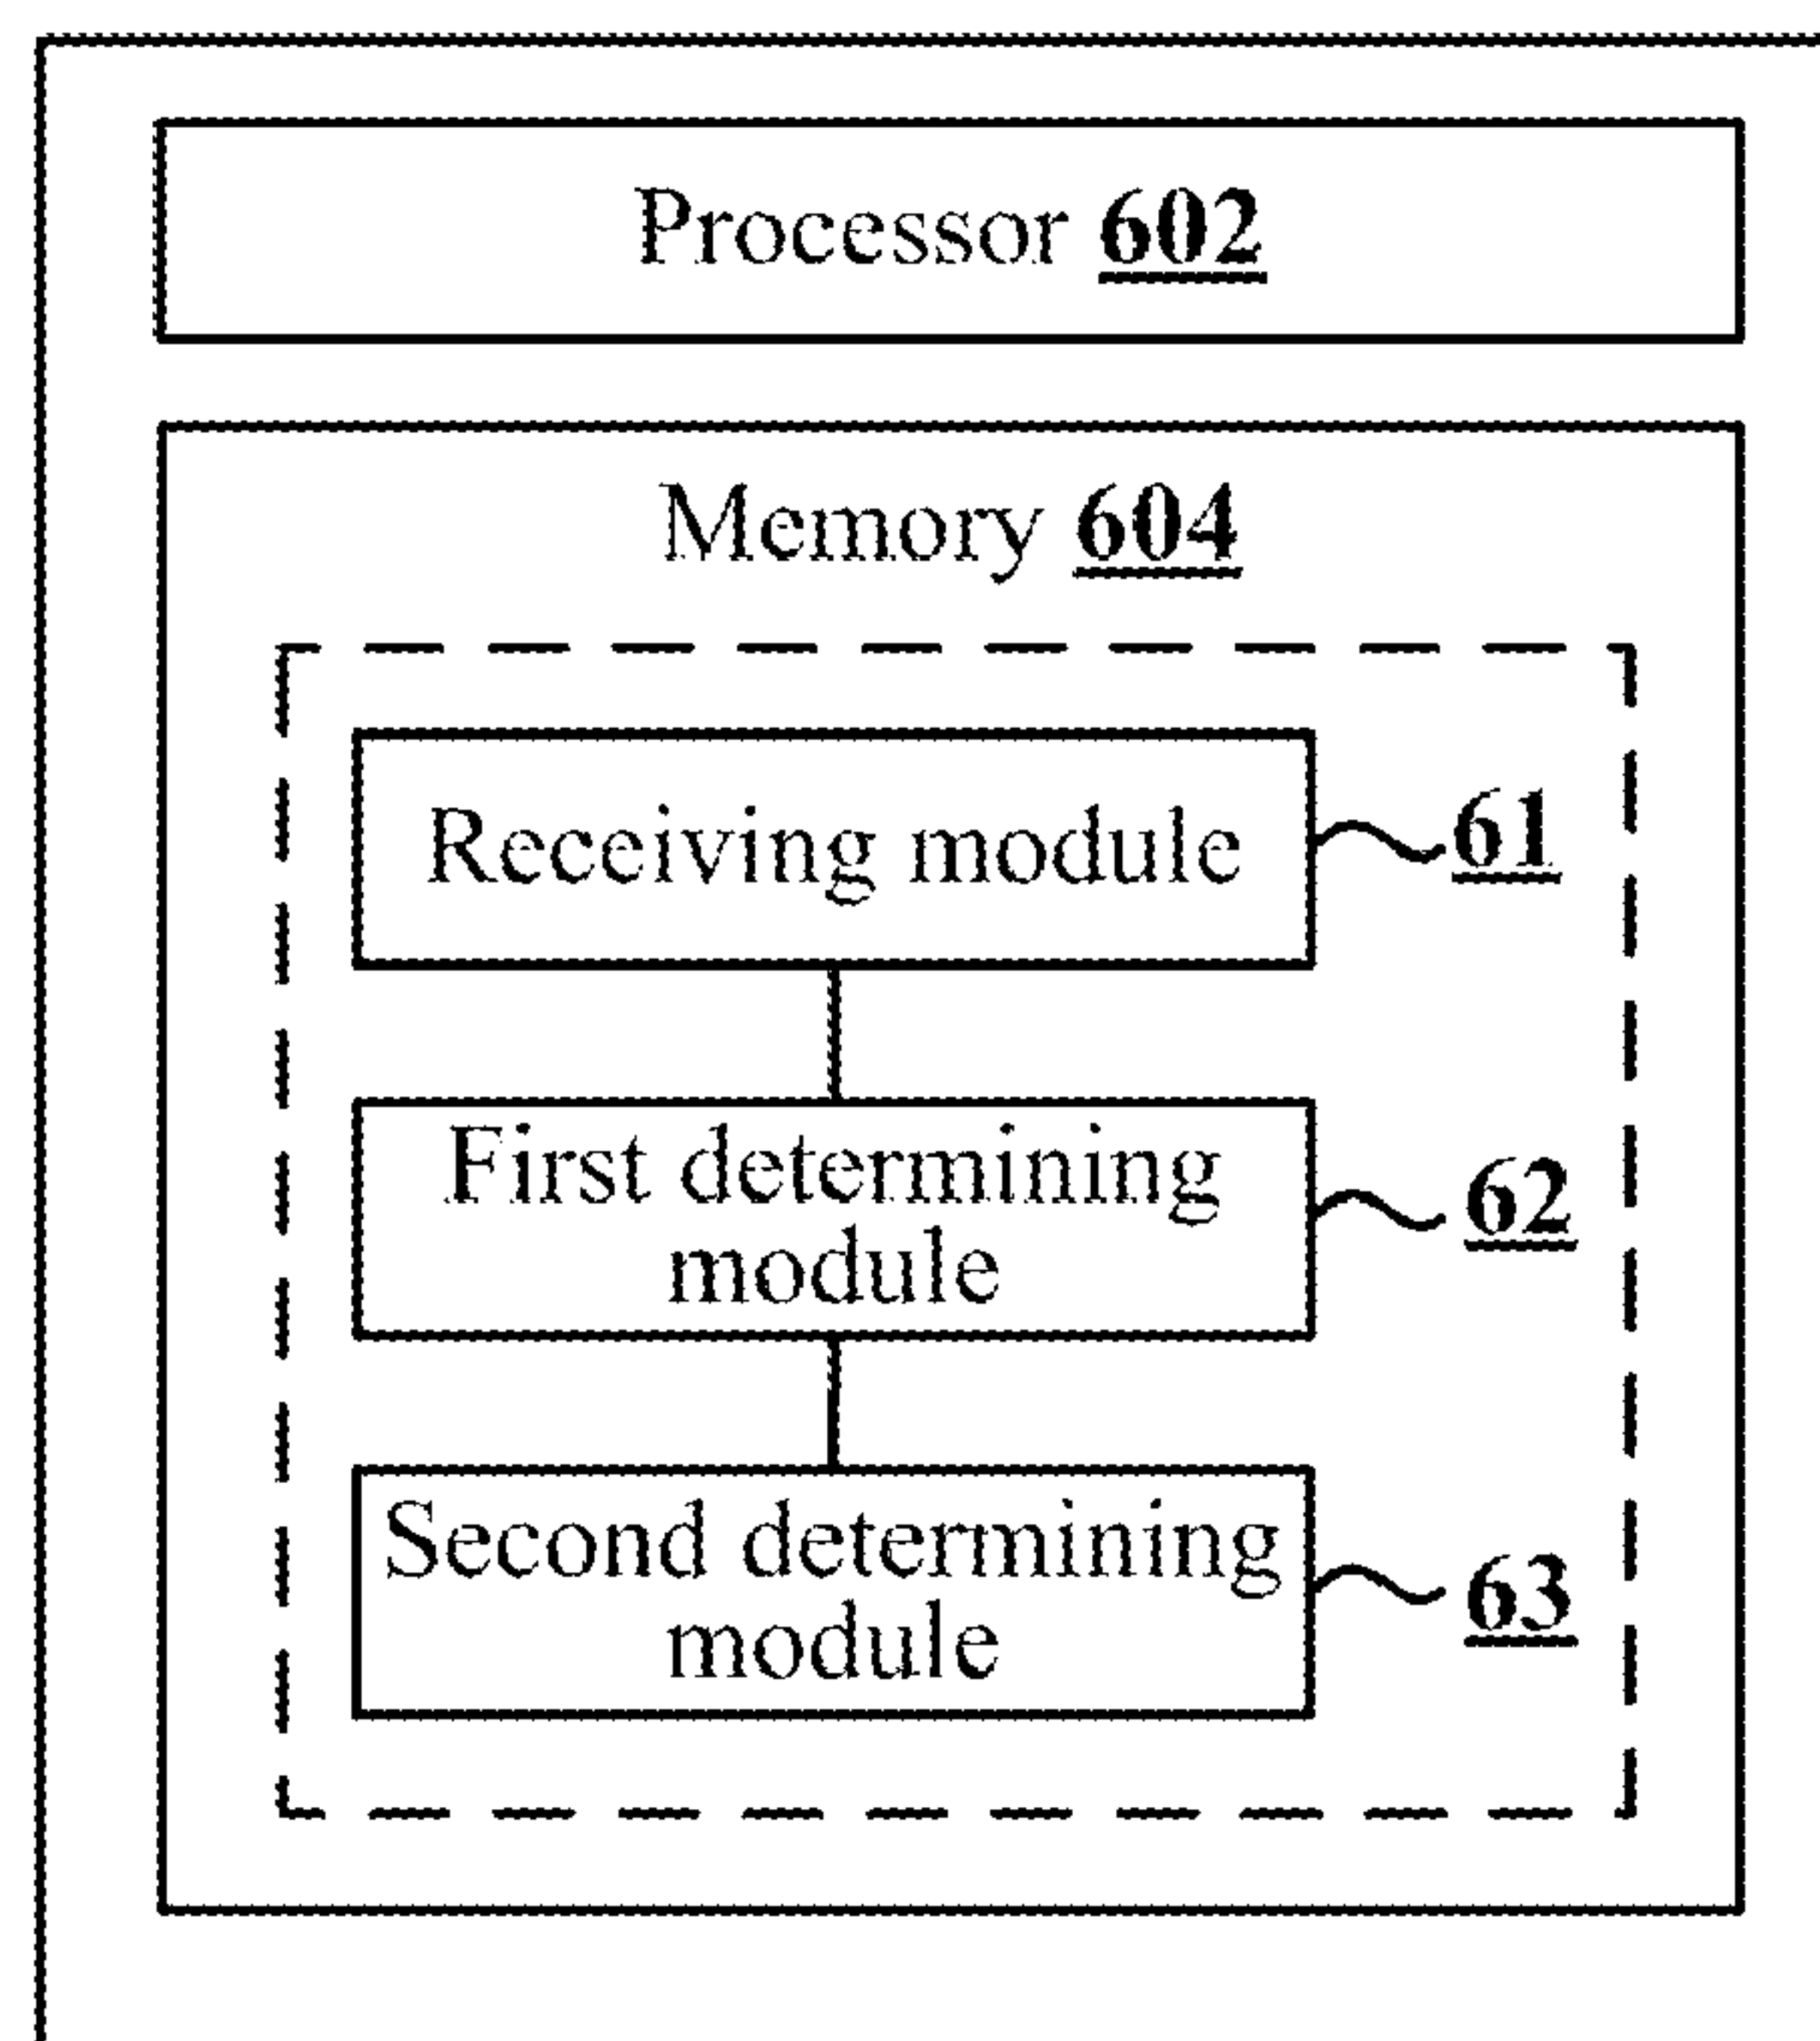 Processor 602
Memory 604
Receiving module 61
First determining
module 62
Second determining
module 63